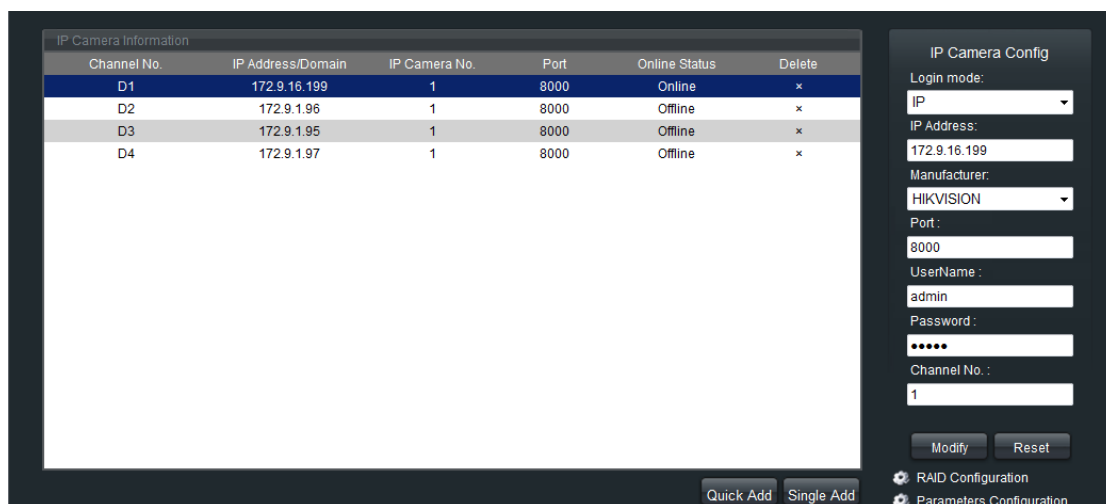 IP Camera Information
Channel No. IP Address/Domain IP Camera No. Port Online Status Delete
D1 172.9.16.199 1 8000 Online ×
D2 172.9.1.96 1 8000 Offline ×
D3 172.9.1.95 1 8000 Offline ×
D4 172.9.1.97 1 8000 Offline ×
Quick Add Single Add
IP Camera Config
Login mode:
IP
IP Address:
172.9.16.199
Manufacturer:
HIKVISION
Port :
8000
UserName :
admin
Password :
•••••
Channel No. :
1
Modify Reset
RAID Configuration
Parameters Configuration